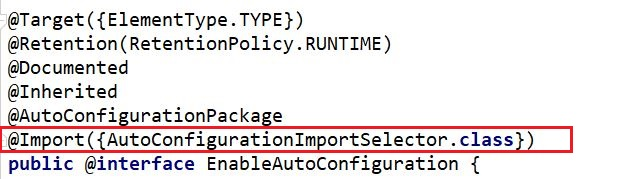 @Target({ElementType.TYPE})
@Retention(RetentionPolicy.RUNTIME)
@Documented
@Inherited
@AutoConfigurationPackage
@Import({AutoConfigurationImportSelector.class})
public @interface EnableAutoConfiguration {